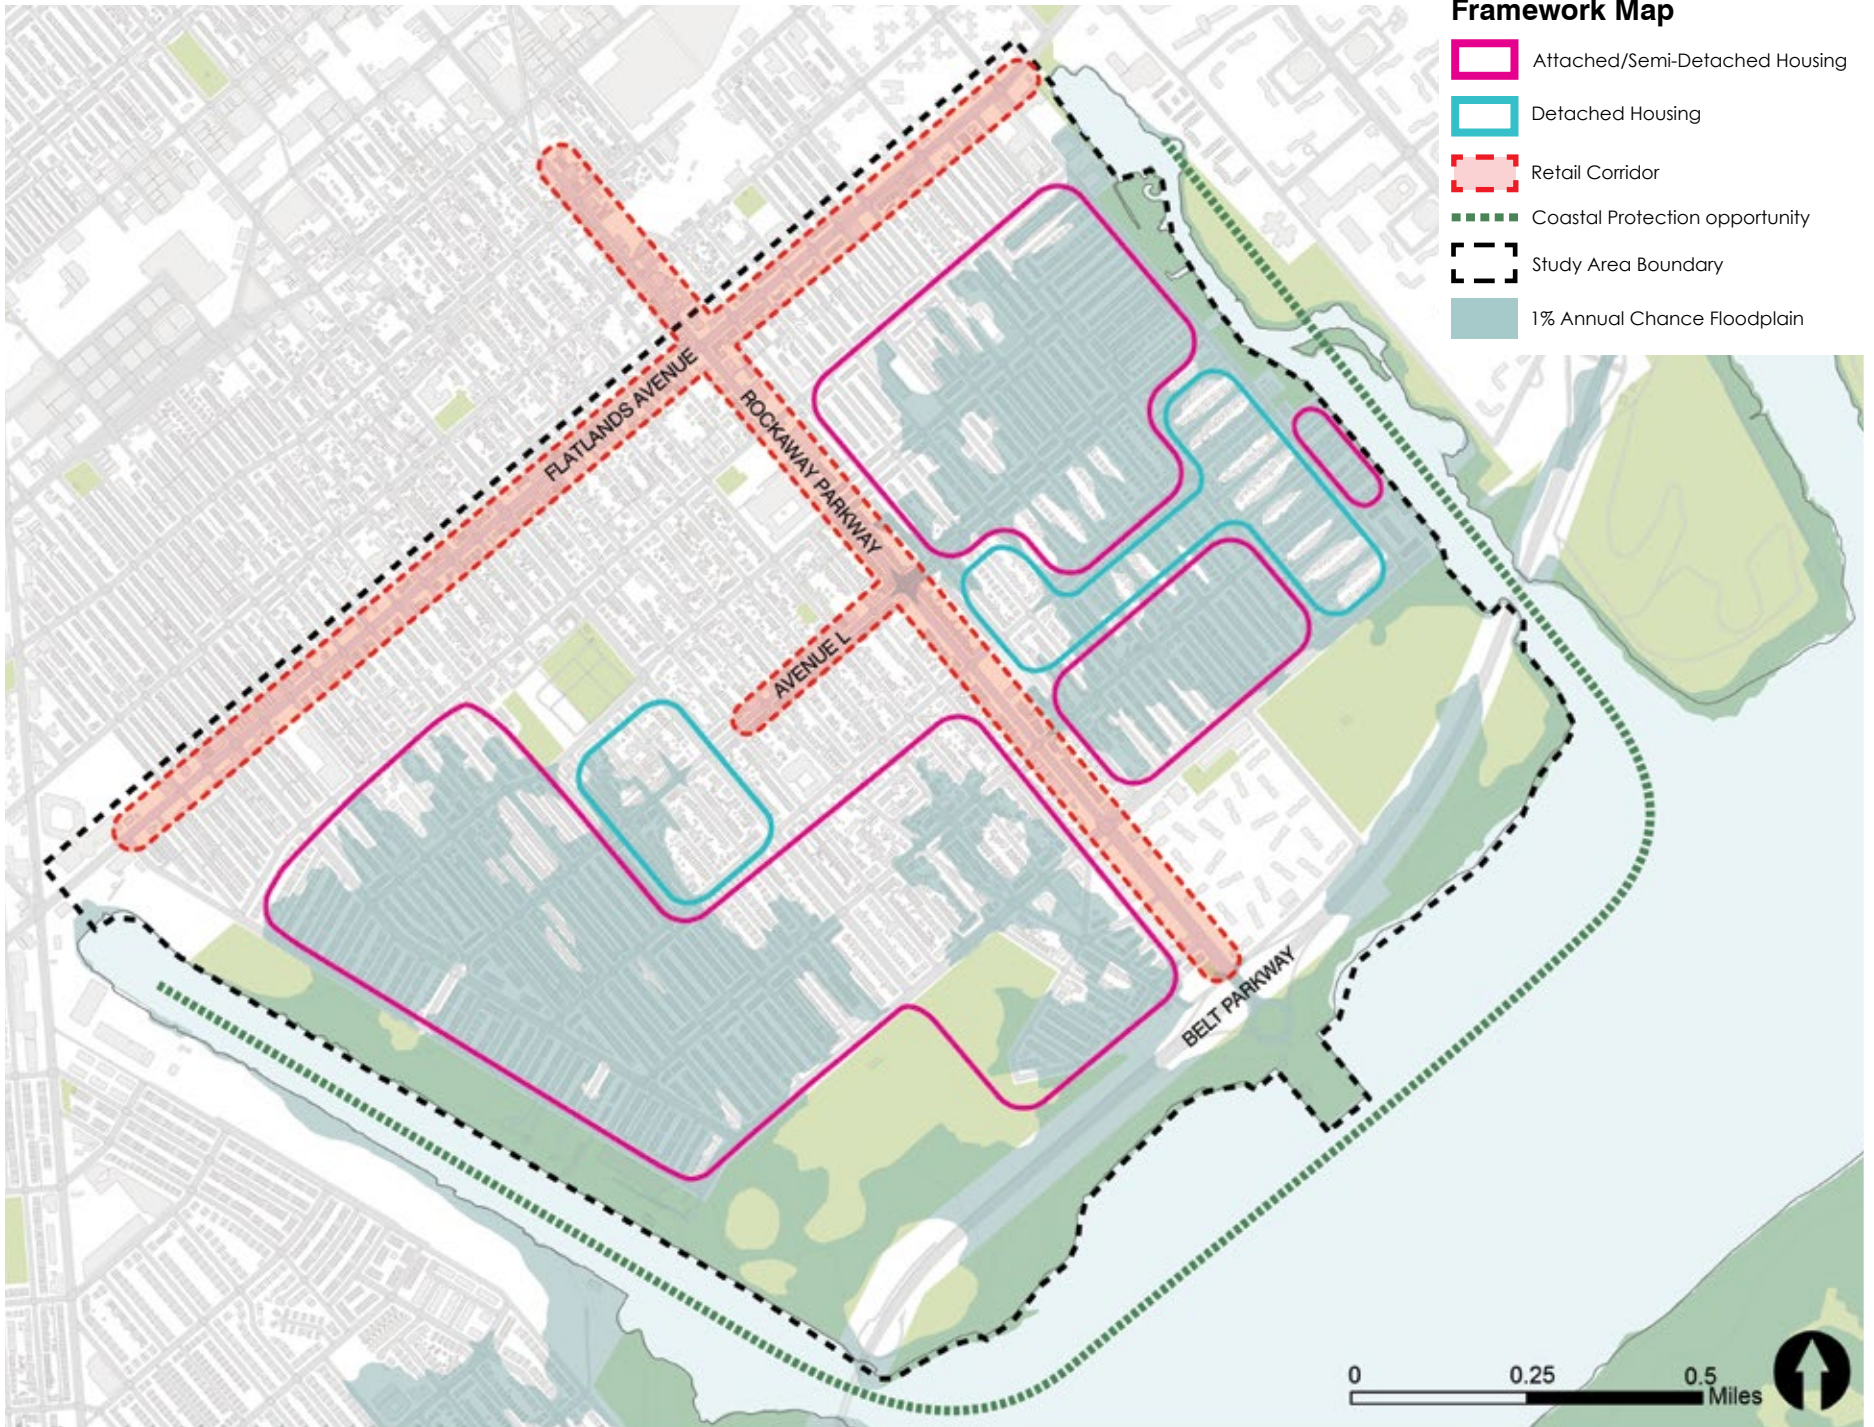 Framework Map
Attached/Semi-Detached Housing
Detached Housing
Retail Corridor
Coastal Protection opportunity
Study Area Boundary
1% Annual Chance Floodplain
FLATLANDS AVENUE
ROCKAWAY PARKWAY
AVENUE L
BELT PARKWAY
0 0.25 0.5
Miles